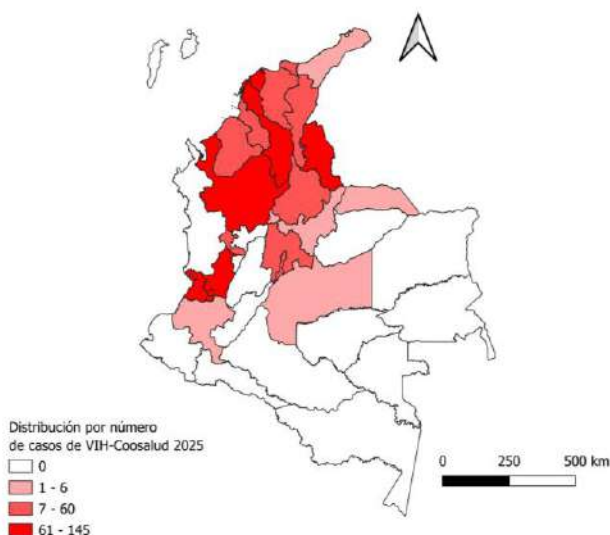 Distribución por número
de casos de VIH-Coosalud 2025
0
1 - 6
7 - 60
61 - 145
0 250 500 km